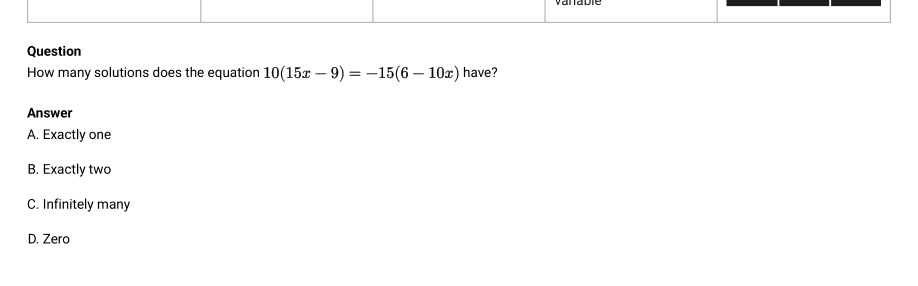 variable
Question
How many solutions does the equation 10(15x − 9) = −15(6 − 10x) have?
Answer
A. Exactly one
B. Exactly two
C. Infinitely many
D. Zero